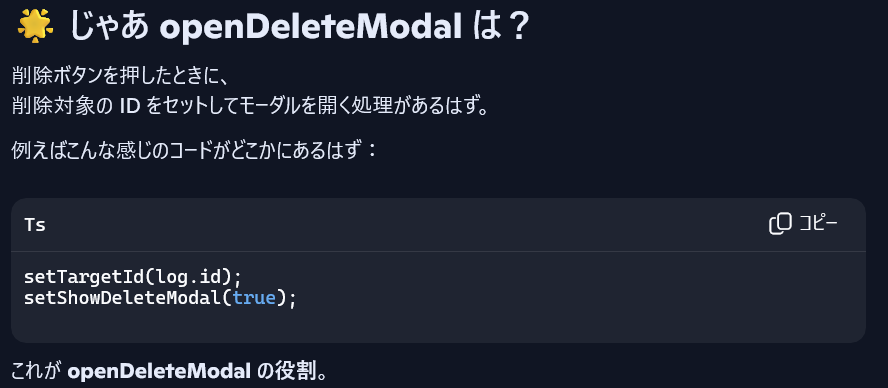 🌟 じゃあ openDeleteModal は？
削除ボタンを押したときに、
削除対象の ID をセットしてモーダルを開く処理があるはず。
例えばこんな感じのコードがどこかにあるはず：
Ts
コピー
setTargetId(log.id);
setShowDeleteModal(true);
これが openDeleteModal の役割。